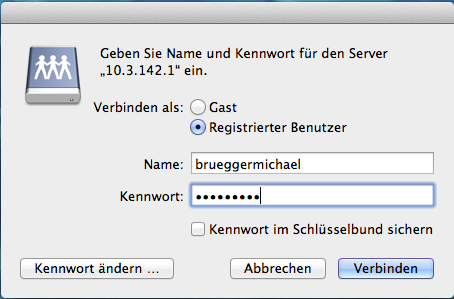 Geben Sie Name und Kennwort für den Server
„10.3.142.1“ ein.
Verbinden als: Gast
Registrierter Benutzer
Name: brueggermichael
Kennwort: •••••••••
Kennwort im Schlüsselbund sichern
Kennwort ändern ... Abbrechen Verbinden